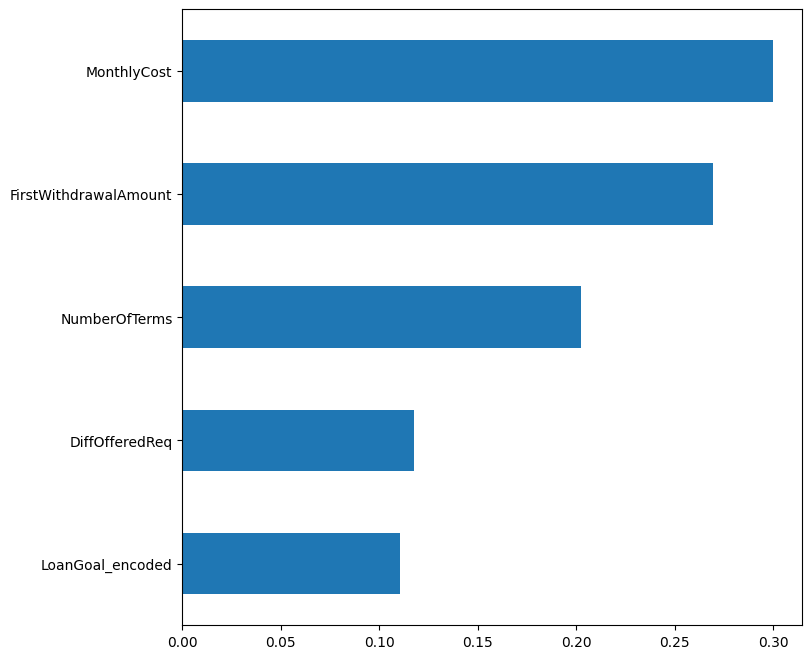 MonthlyCost
FirstWithdrawalAmount
NumberOfTerms
DiffOfferedReq
LoanGoal_encoded
0.00 0.05 0.10 0.15 0.20 0.25 0.30